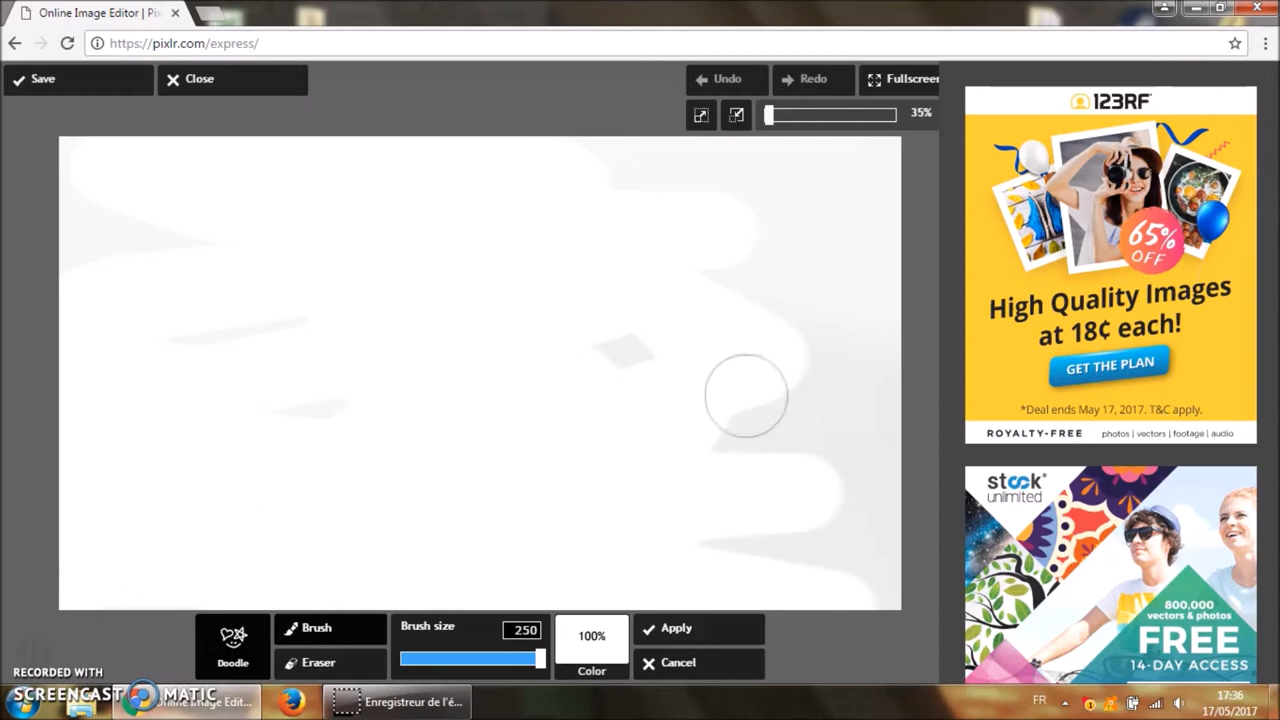 Online Image Editor | Pix
https://pixlr.com/express/
Save
Close
Undo
Redo
Fullscreen
35%
123RF
65%
OFF
High Quality Images
at 18¢ each!
GET THE PLAN
*Deal ends May 17, 2017. T&C apply.
ROYALTY-FREE photos | vectors | footage | audio
stock
unlimited
800,000
vectors & photos
FREE
14-DAY ACCESS
Doodle
Brush
Eraser
Brush size
250
100%
Color
Apply
Cancel
RECORDED WITH
SCREENCAST MATIC
Online Image Edit...
Enregistreur de l'é...
FR
17:36
17/05/2017